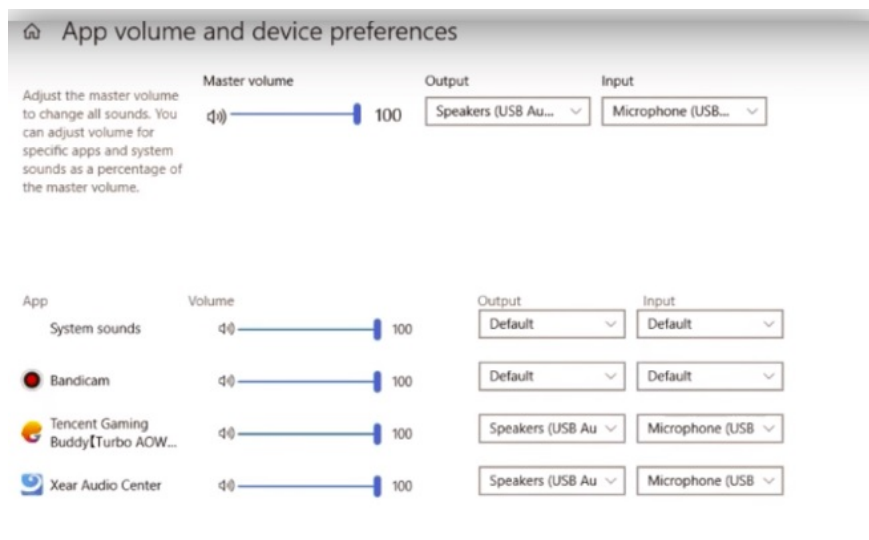 App volume and device preferences
Adjust the master volume
to change all sounds. You
can adjust volume for
specific apps and system
sounds as a percentage of
the master volume.
Master volume
100
Output
Speakers (USB Au...
Input
Microphone (USB...
App Volume Output Input
System sounds 100 Default Default
Bandicam 100 Default Default
Tencent Gaming
Buddy【Turbo AOW... 100 Speakers (USB Au Microphone (USB
Xear Audio Center 100 Speakers (USB Au Microphone (USB